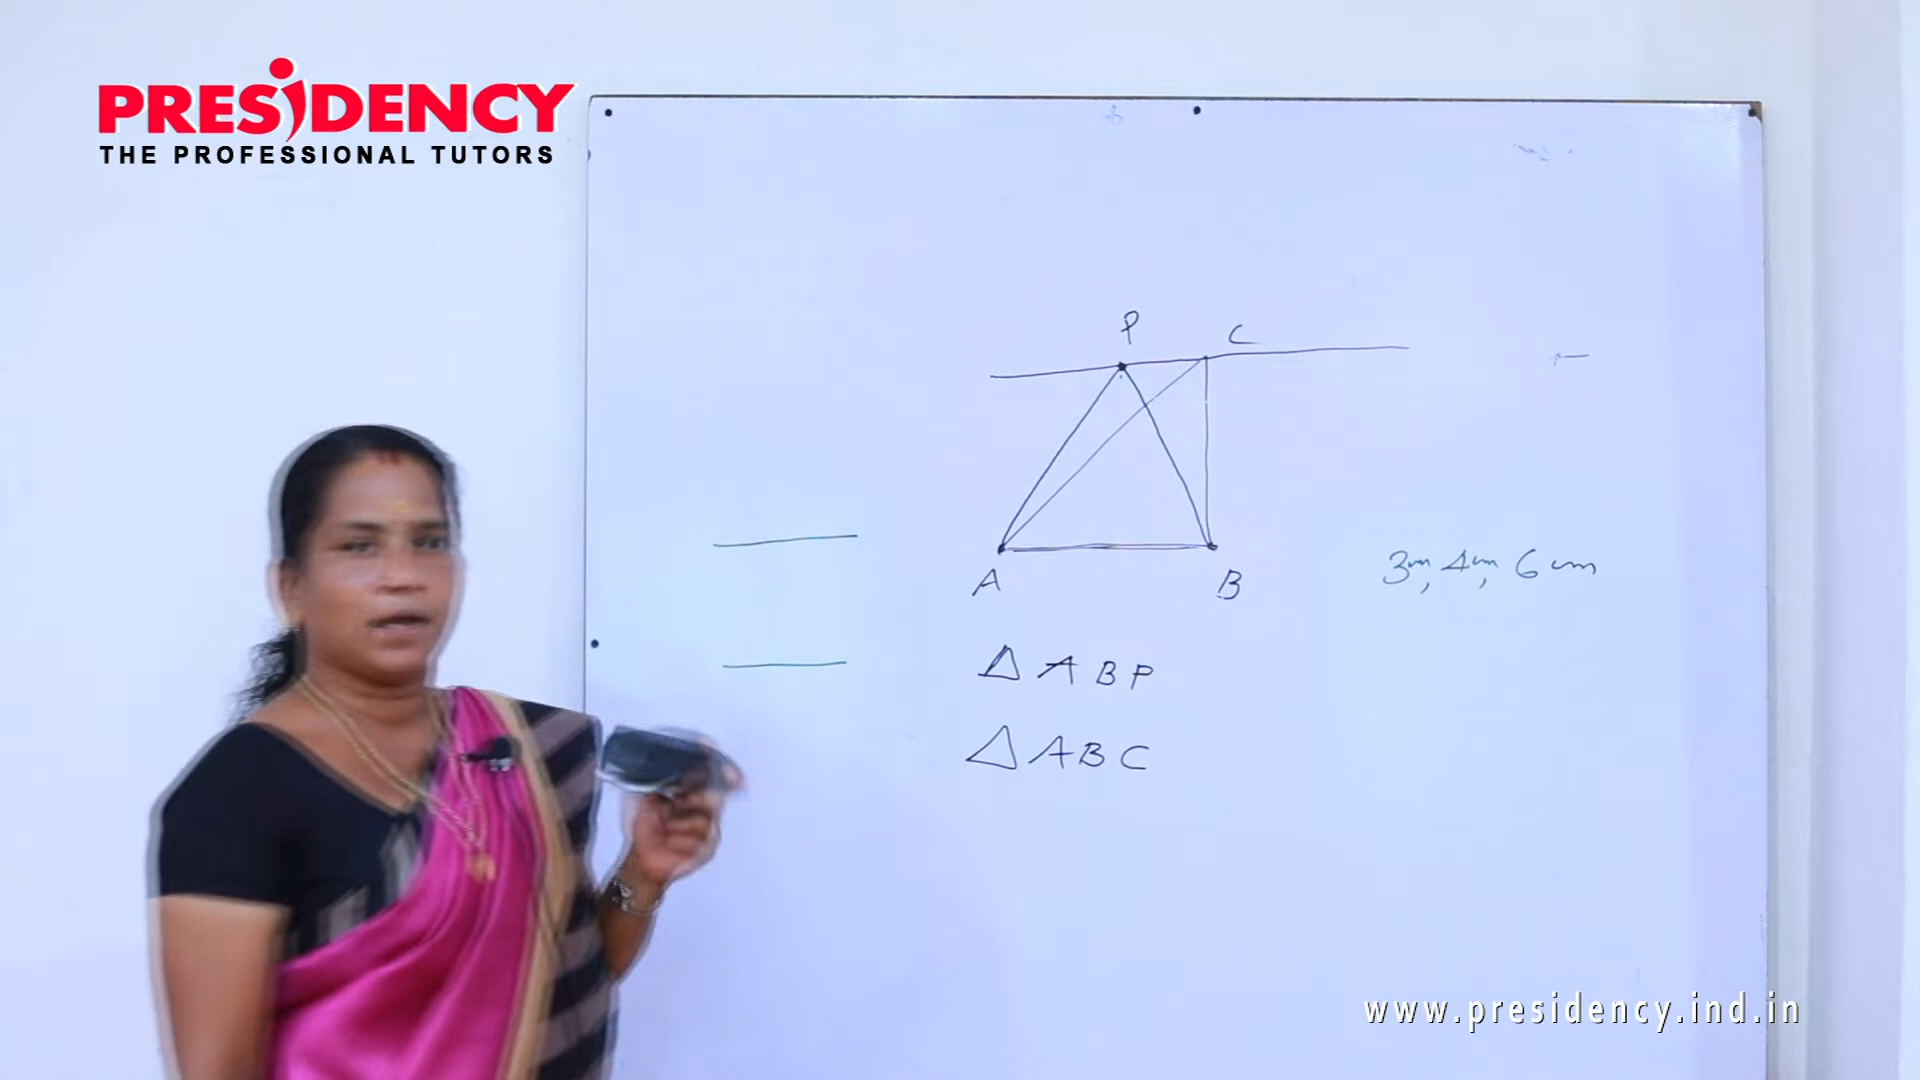 PRESiDENCY
THE PROFESSIONAL TUTORS
P C
A B
3cm, 4cm, 6cm
△ABP
△ABC
www.presidency.ind.in